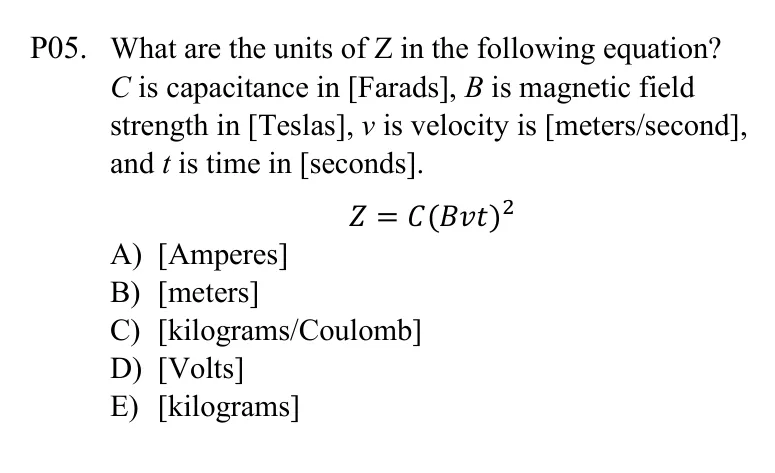 P05. What are the units of Z in the following equation?
C is capacitance in [Farads], B is magnetic field
strength in [Teslas], v is velocity is [meters/second],
and t is time in [seconds].
Z = C(Bvt)²
A) [Amperes]
B) [meters]
C) [kilograms/Coulomb]
D) [Volts]
E) [kilograms]